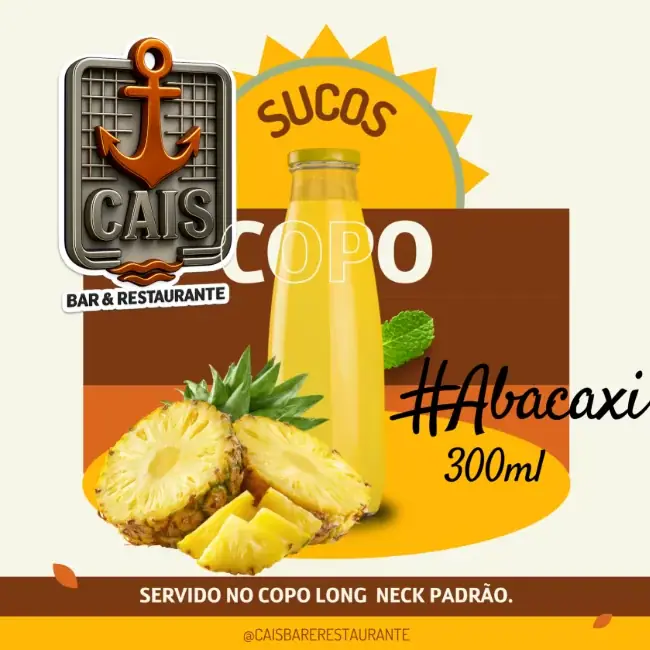 SUCOS
CAIS
BAR & RESTAURANTE
COPO
#Abacaxi
300ml
SERVIDO NO COPO LONG NECK PADRÃO.
@CAISBARERESTAURANTE